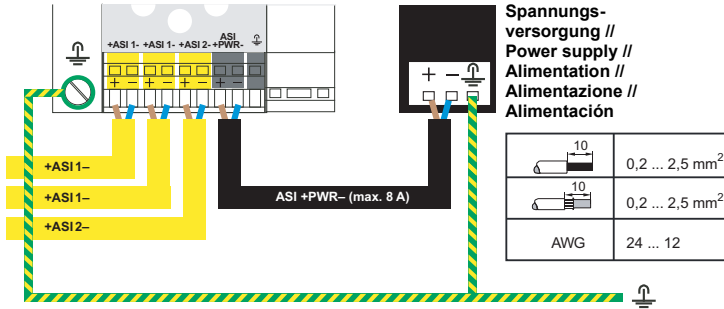 +ASI 1- +ASI 1- +ASI 2- ASI +PWR-
+ − + − + − + −
+ −
Spannungs-
versorgung //
Power supply //
Alimentation //
Alimentazione //
Alimentación
+ASI 1–
+ASI 1–
+ASI 2–
ASI +PWR– (max. 8 A)
10
0,2 ... 2,5 mm²
10
0,2 ... 2,5 mm²
AWG 24 ... 12